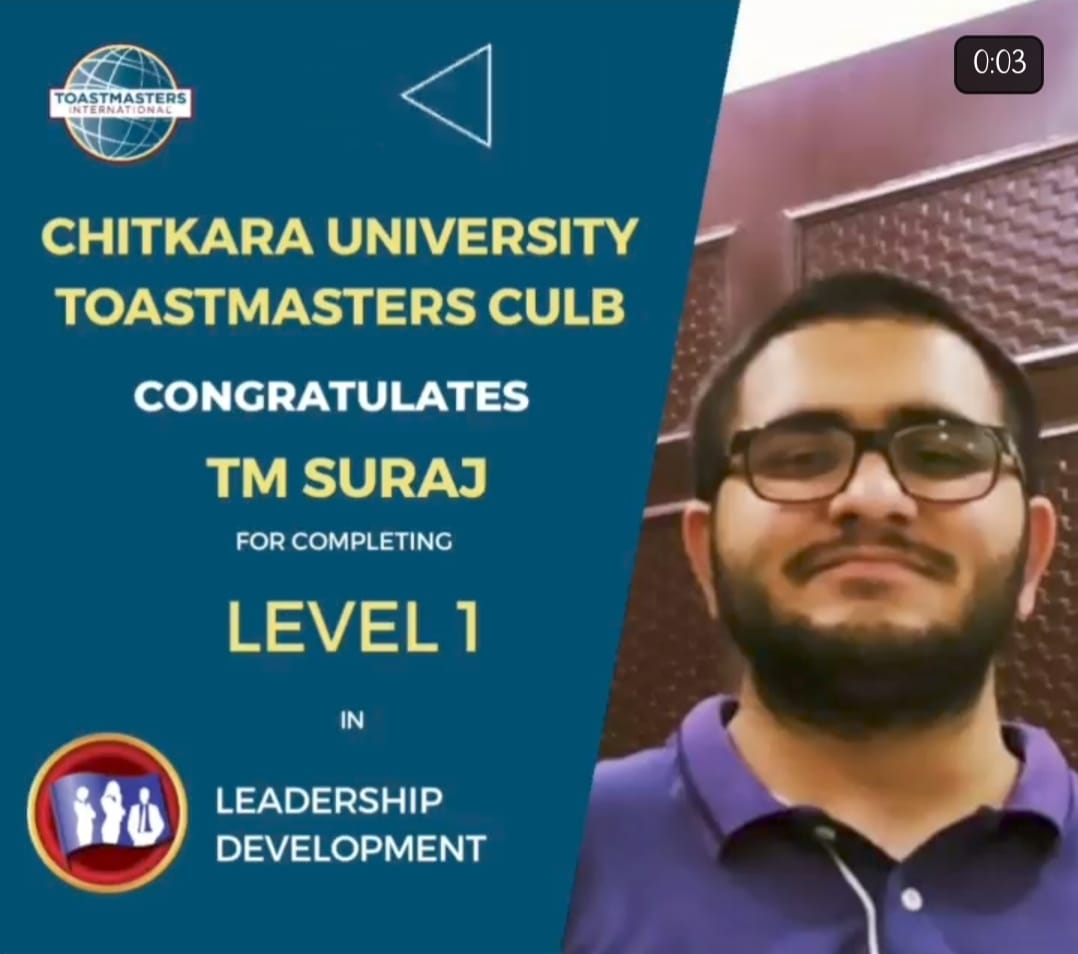 TOASTMASTERS
INTERNATIONAL
0:03
CHITKARA UNIVERSITY
TOASTMASTERS CULB
CONGRATULATES
TM SURAJ
FOR COMPLETING
LEVEL 1
IN
LEADERSHIP
DEVELOPMENT